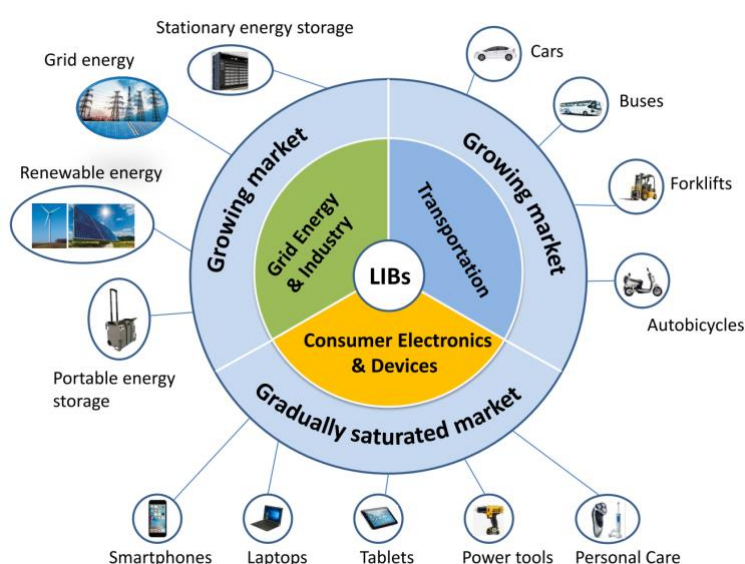 Stationary energy storage
Cars
Grid energy
Buses
Renewable energy
Forklifts
Growing market
Growing market
Grid Energy
& Industry
Transportation
LIBs
Consumer Electronics
& Devices
Autobicycles
Portable energy
storage
Gradually saturated market
Smartphones
Laptops
Tablets
Power tools
Personal Care